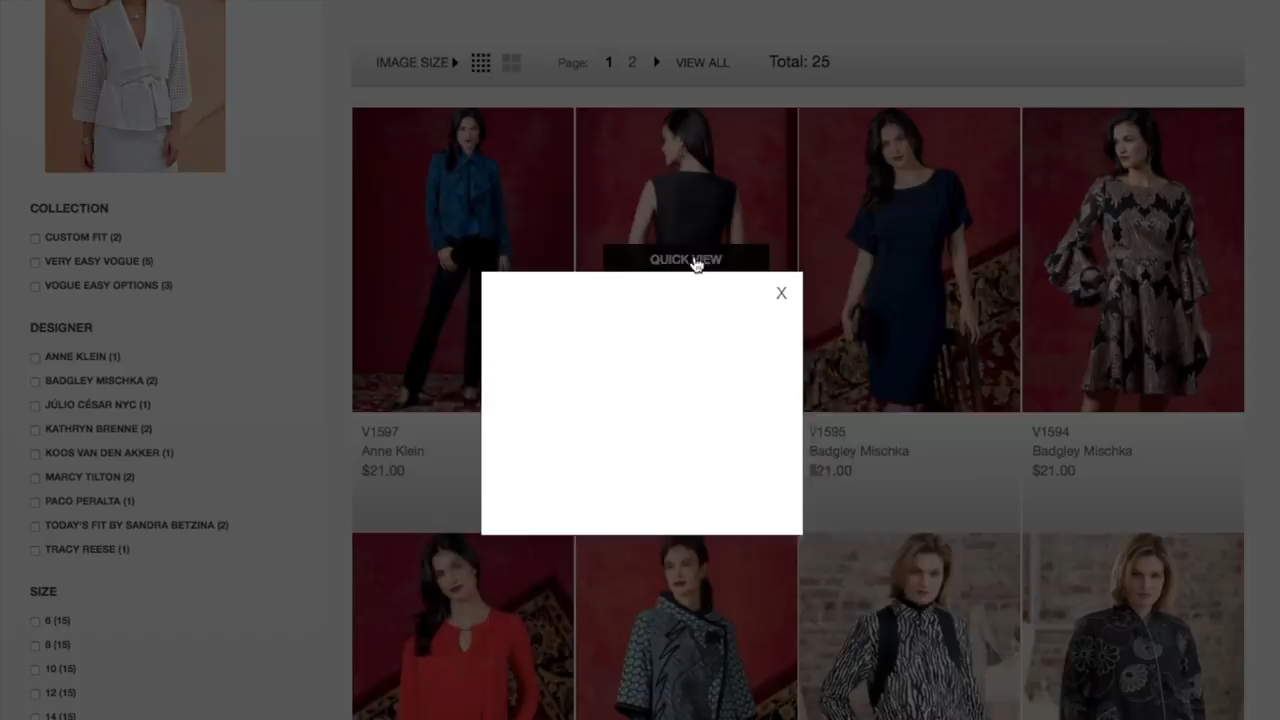 IMAGE SIZE
Page: 1 2 VIEW ALL
Total: 25
COLLECTION
CUSTOM FIT (2)
VERY EASY VOGUE (5)
VOGUE EASY OPTIONS (3)
DESIGNER
ANNE KLEIN (1)
BADGLEY MISCHKA (2)
JÚLIO CÉSAR NYC (1)
KATHRYN BRENNE (2)
KOOS VAN DEN AKKER (1)
MARCY TILTON (2)
PACO PERALTA (1)
TODAY'S FIT BY SANDRA BETZINA (2)
TRACY REESE (1)
SIZE
6 (15)
8 (15)
10 (15)
12 (15)
14 (15)
QUICK VIEW
X
V1597
Anne Klein
$21.00
V1595
Badgley Mischka
$21.00
V1594
Badgley Mischka
$21.00